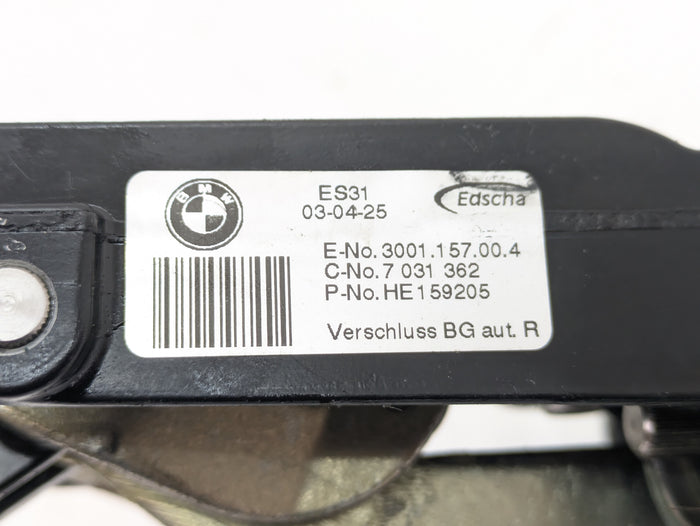 BMW
ES31
03-04-25
Edscha
E-No.3001.157.00.4
C-No.7 031 362
P-No.HE159205
Verschluss BG aut. R